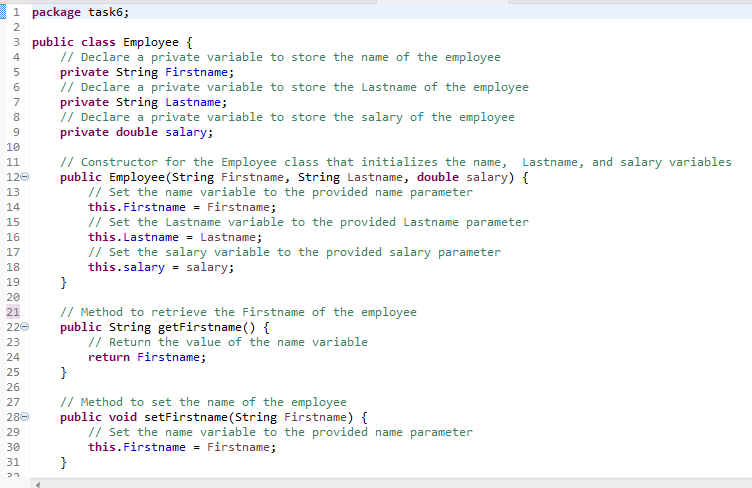 1 package task6;
2
3 public class Employee {
4     // Declare a private variable to store the name of the employee
5     private String Firstname;
6     // Declare a private variable to store the Lastname of the employee
7     private String Lastname;
8     // Declare a private variable to store the salary of the employee
9     private double salary;
10
11     // Constructor for the Employee class that initializes the name,  Lastname, and salary variables
12     public Employee(String Firstname, String Lastname, double salary) {
13         // Set the name variable to the provided name parameter
14         this.Firstname = Firstname;
15         // Set the Lastname variable to the provided Lastname parameter
16         this.Lastname = Lastname;
17         // Set the salary variable to the provided salary parameter
18         this.salary = salary;
19     }
20
21     // Method to retrieve the Firstname of the employee
22     public String getFirstname() {
23         // Return the value of the name variable
24         return Firstname;
25     }
26
27     // Method to set the name of the employee
28     public void setFirstname(String Firstname) {
29         // Set the name variable to the provided name parameter
30         this.Firstname = Firstname;
31     }
32